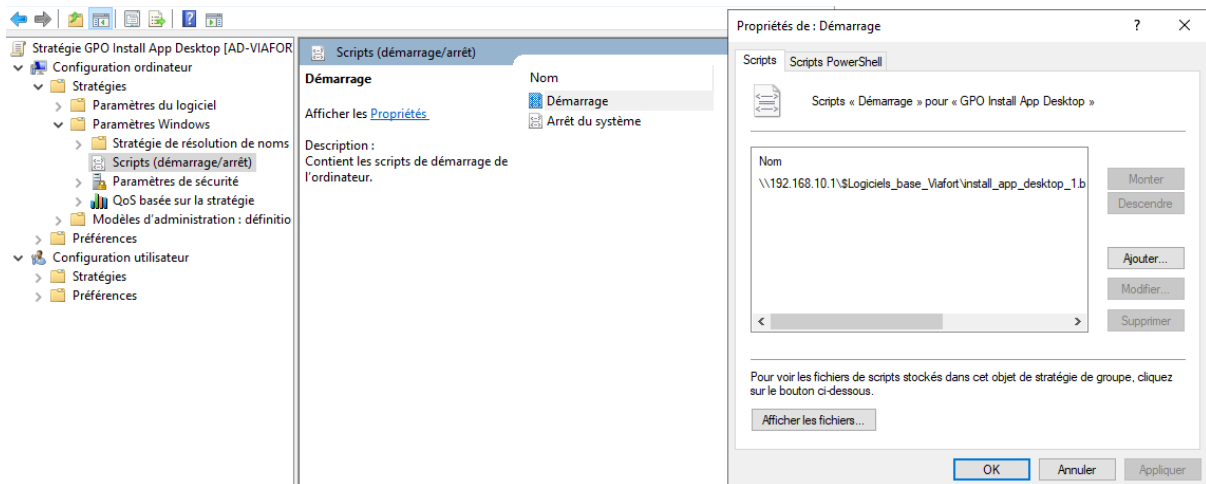 Stratégie GPO Install App Desktop [AD-VIAFOR
Configuration ordinateur
Stratégies
Paramètres du logiciel
Paramètres Windows
Stratégie de résolution de noms
Scripts (démarrage/arrêt)
Paramètres de sécurité
QoS basée sur la stratégie
Modèles d'administration : définitio
Préférences
Configuration utilisateur
Stratégies
Préférences
Scripts (démarrage/arrêt)
Démarrage
Afficher les Propriétés
Description :
Contient les scripts de démarrage de
l'ordinateur.
Nom
Démarrage
Arrêt du système
Propriétés de : Démarrage
?
Scripts
Scripts PowerShell
Scripts « Démarrage » pour « GPO Install App Desktop »
Nom
\\192.168.10.1\$Logiciels_base_Viafort\install_app_desktop_1.b
Monter
Descendre
Ajouter...
Modifier...
Supprimer
Pour voir les fichiers de scripts stockés dans cet objet de stratégie de groupe, cliquez
sur le bouton ci-dessous.
Afficher les fichiers...
OK
Annuler
Appliquer